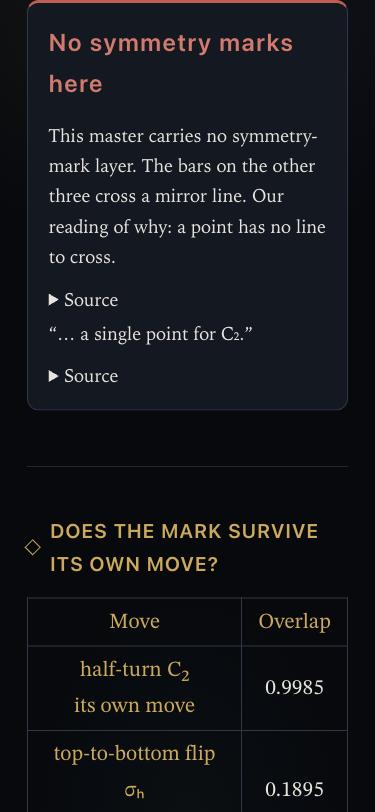 No symmetry marks
here
This master carries no symmetry-
mark layer. The bars on the other
three cross a mirror line. Our
reading of why: a point has no line
to cross.
▶ Source
“… a single point for C₂.”
▶ Source
◇ DOES THE MARK SURVIVE
ITS OWN MOVE?
Move Overlap
half-turn C₂
its own move 0.9985
top-to-bottom flip
σₕ 0.1895